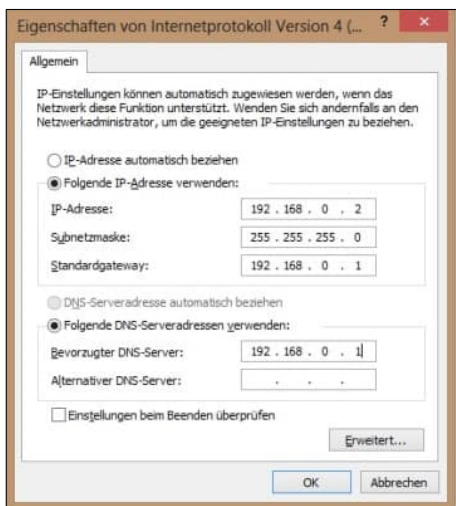 Eigenschaften von Internetprotokoll Version 4 (... ?
Allgemein
IP-Einstellungen können automatisch zugewiesen werden, wenn das
Netzwerk diese Funktion unterstützt. Wenden Sie sich andernfalls an den
Netzwerkadministrator, um die geeigneten IP-Einstellungen zu beziehen.
IP-Adresse automatisch beziehen
Folgende IP-Adresse verwenden:
IP-Adresse: 192 . 168 . 0 . 2
Subnetzmaske: 255 . 255 . 255 . 0
Standardgateway: 192 . 168 . 0 . 1
DNS-Serveradresse automatisch beziehen
Folgende DNS-Serveradressen verwenden:
Bevorzugter DNS-Server: 192 . 168 . 0 . 1
Alternativer DNS-Server: . . .
Einstellungen beim Beenden überprüfen
Erweitert...
OK Abbrechen